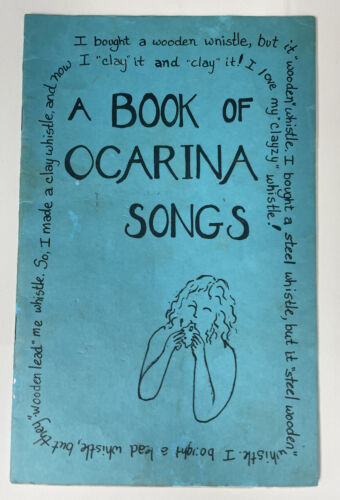 I bought a wooden whistle, but
it "wooden" whistle. I bought a steel whistle, but it "steel wooden"
whistle. I bought a lead whistle, but
they "wooden lead" me whistle. So, I made a clay whistle, and now
I "clay" it and "clay" it! I love my "clayzy" whistle!
A BOOK OF
OCARINA
SONGS